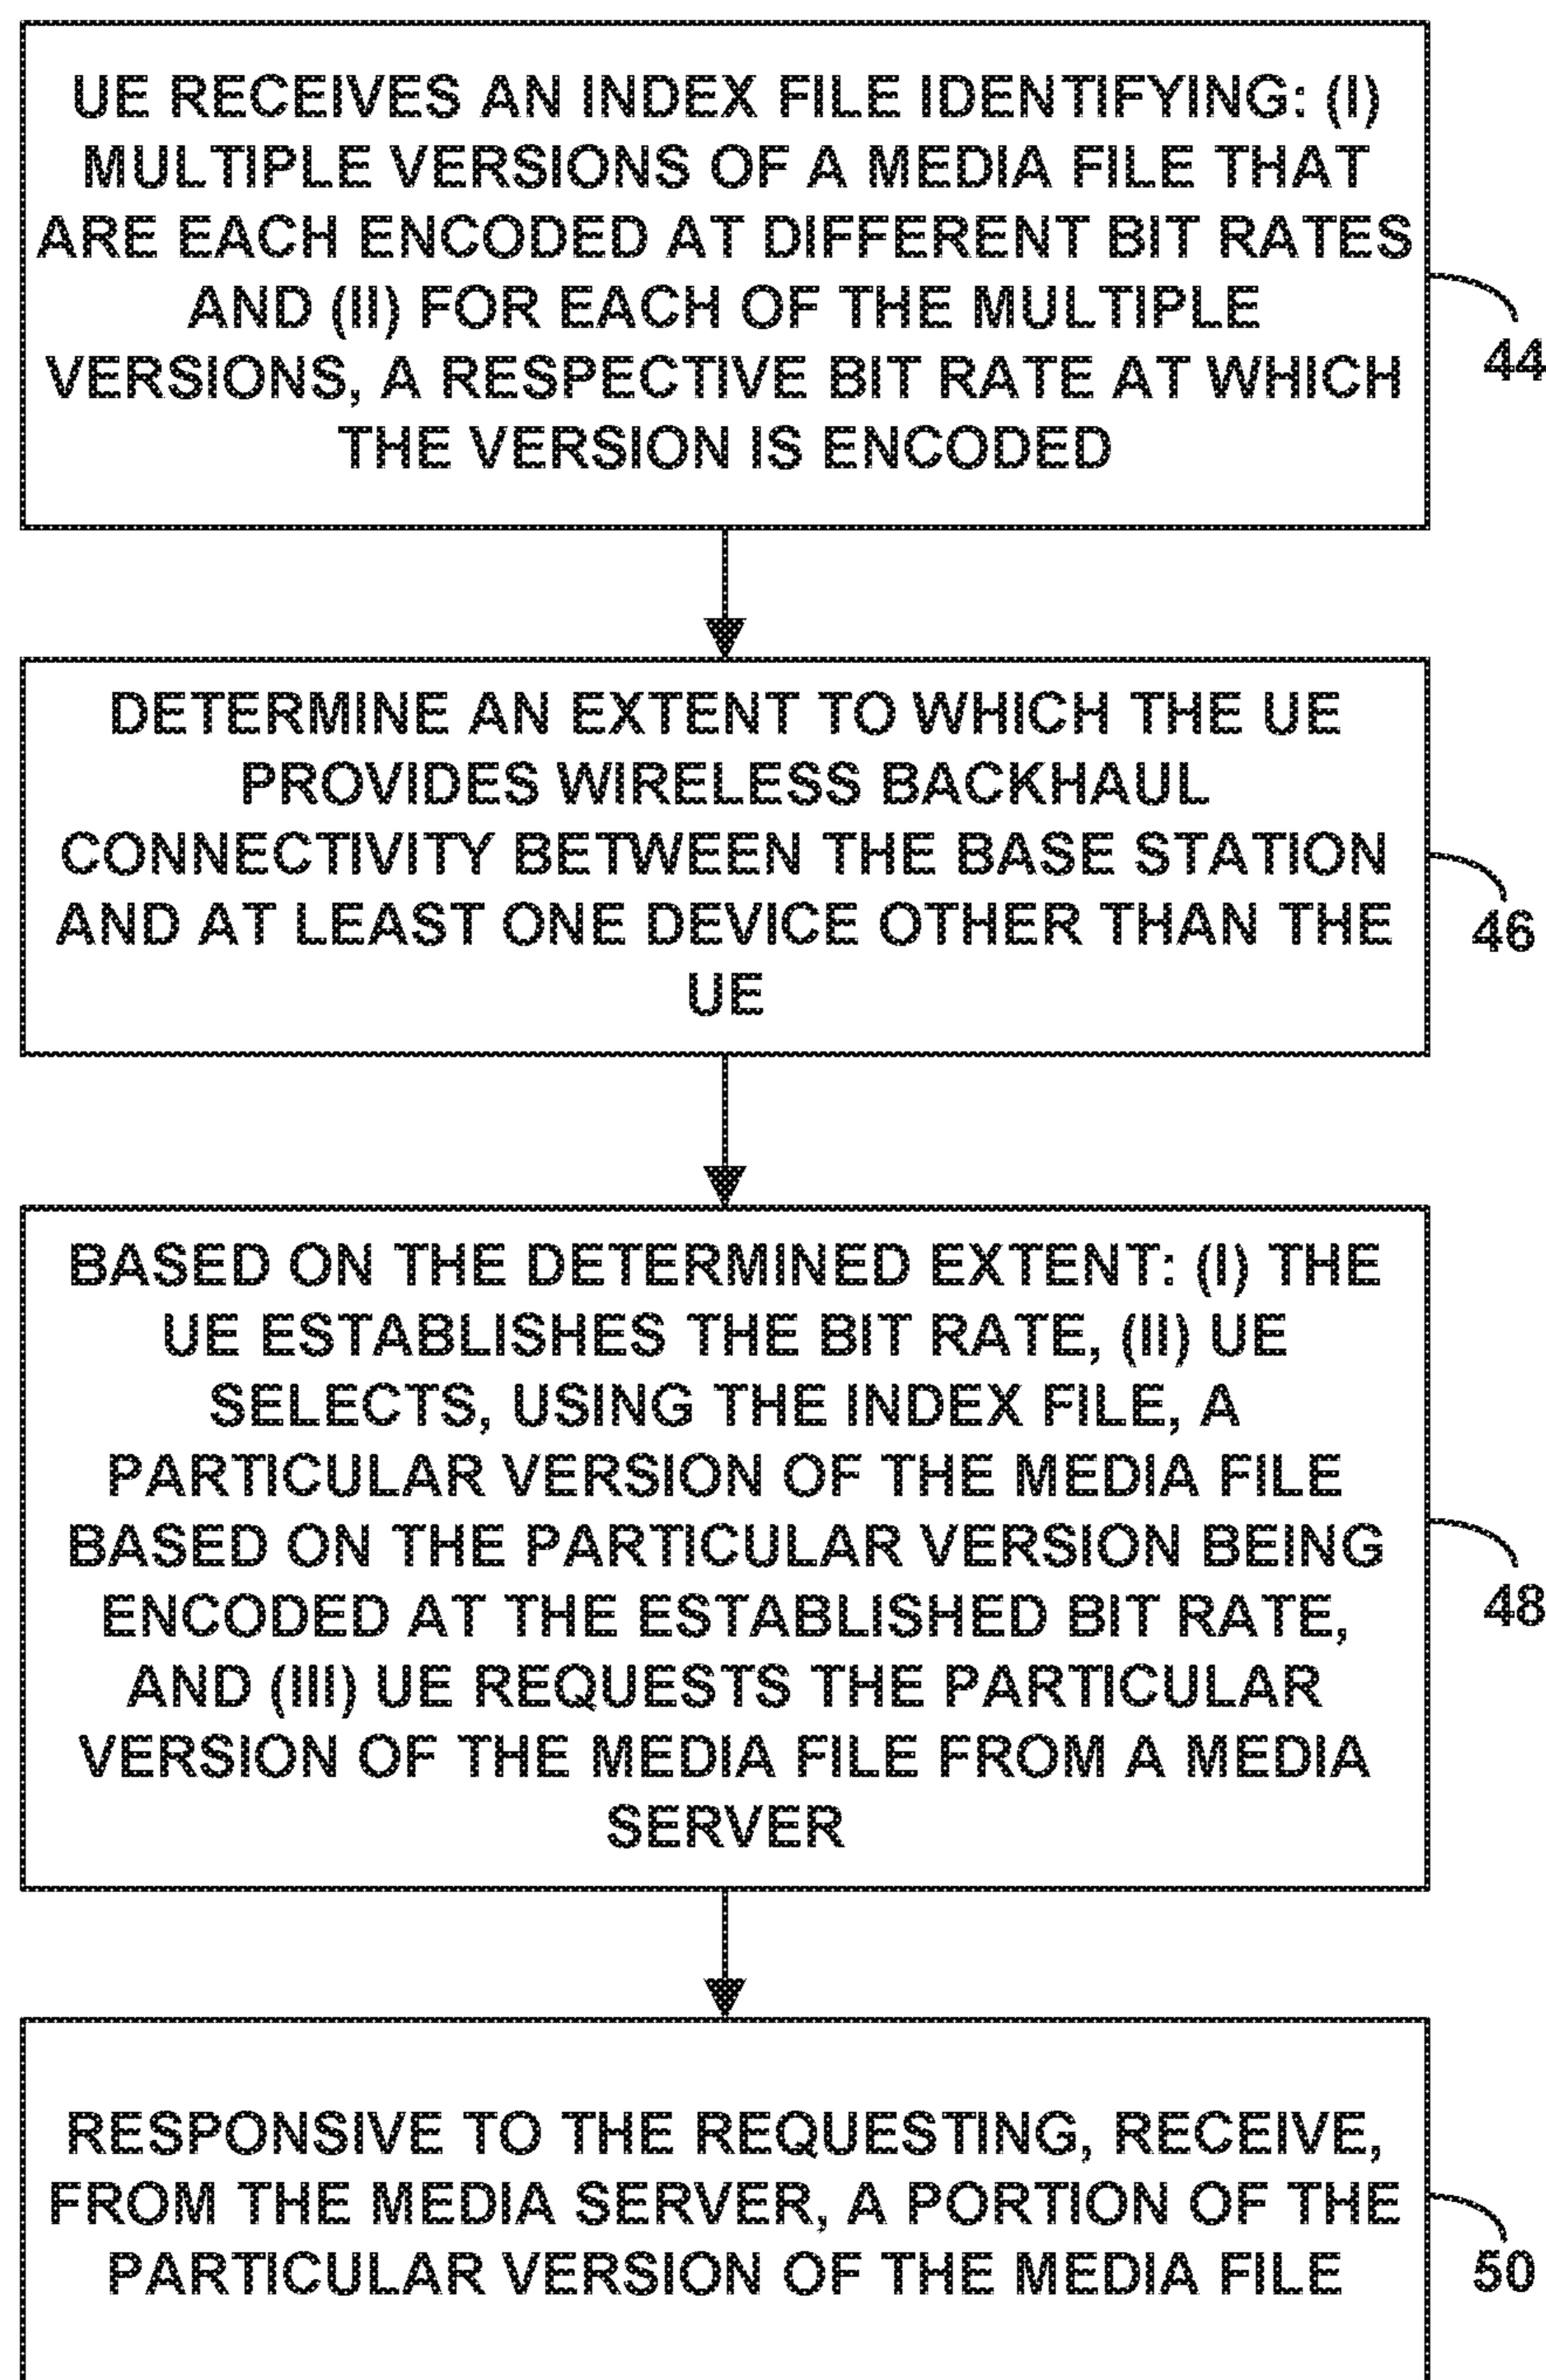 UE RECEIVES AN INDEX FILE IDENTIFYING: (I)
MULTIPLE VERSIONS OF A MEDIA FILE THAT
ARE EACH ENCODED AT DIFFERENT BIT RATES
AND (II) FOR EACH OF THE MULTIPLE
VERSIONS, A RESPECTIVE BIT RATE AT WHICH
THE VERSION IS ENCODED
44
DETERMINE AN EXTENT TO WHICH THE UE
PROVIDES WIRELESS BACKHAUL
CONNECTIVITY BETWEEN THE BASE STATION
AND AT LEAST ONE DEVICE OTHER THAN THE
UE
46
BASED ON THE DETERMINED EXTENT: (I) THE
UE ESTABLISHES THE BIT RATE, (II) UE
SELECTS, USING THE INDEX FILE, A
PARTICULAR VERSION OF THE MEDIA FILE
BASED ON THE PARTICULAR VERSION BEING
ENCODED AT THE ESTABLISHED BIT RATE,
AND (III) UE REQUESTS THE PARTICULAR
VERSION OF THE MEDIA FILE FROM A MEDIA
SERVER
48
RESPONSIVE TO THE REQUESTING, RECEIVE,
FROM THE MEDIA SERVER, A PORTION OF THE
PARTICULAR VERSION OF THE MEDIA FILE
50